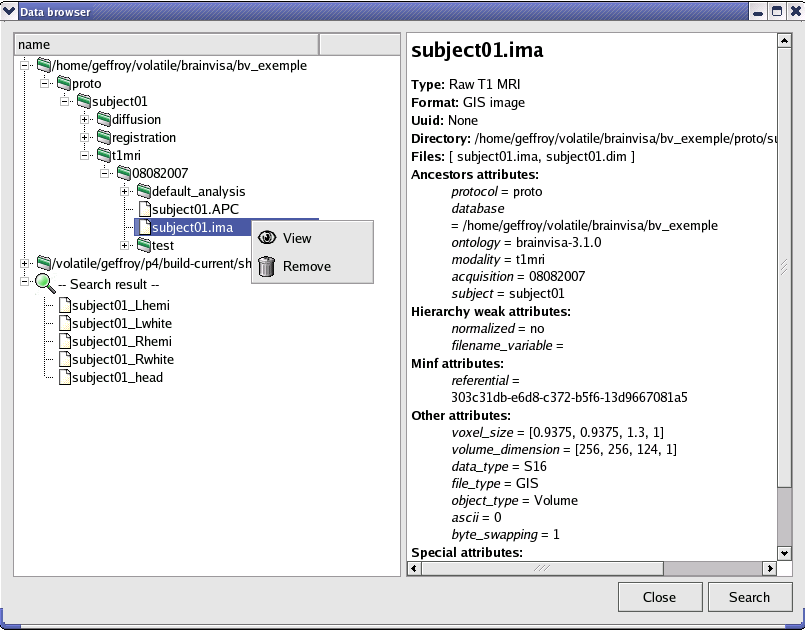 Data browser
name
/home/geffroy/volatile/brainvisa/bv_exemple
proto
subject01
diffusion
registration
t1mri
08082007
default_analysis
subject01.APC
subject01.ima
test
/volatile/geffroy/p4/build-current/sh
-- Search result --
subject01_Lhemi
subject01_Lwhite
subject01_Rhemi
subject01_Rwhite
subject01_head
View
Remove
subject01.ima
Type: Raw T1 MRI
Format: GIS image
Uuid: None
Directory: /home/geffroy/volatile/brainvisa/bv_exemple/proto/su
Files: [ subject01.ima, subject01.dim ]
Ancestors attributes:
protocol = proto
database
= /home/geffroy/volatile/brainvisa/bv_exemple
ontology = brainvisa-3.1.0
modality = t1mri
acquisition = 08082007
subject = subject01
Hierarchy weak attributes:
normalized = no
filename_variable =
Minf attributes:
referential =
303c31db-e6d8-c372-b5f6-13d9667081a5
Other attributes:
voxel_size = [0.9375, 0.9375, 1.3, 1]
volume_dimension = [256, 256, 124, 1]
data_type = S16
file_type = GIS
object_type = Volume
ascii = 0
byte_swapping = 1
Special attributes:
Close
Search